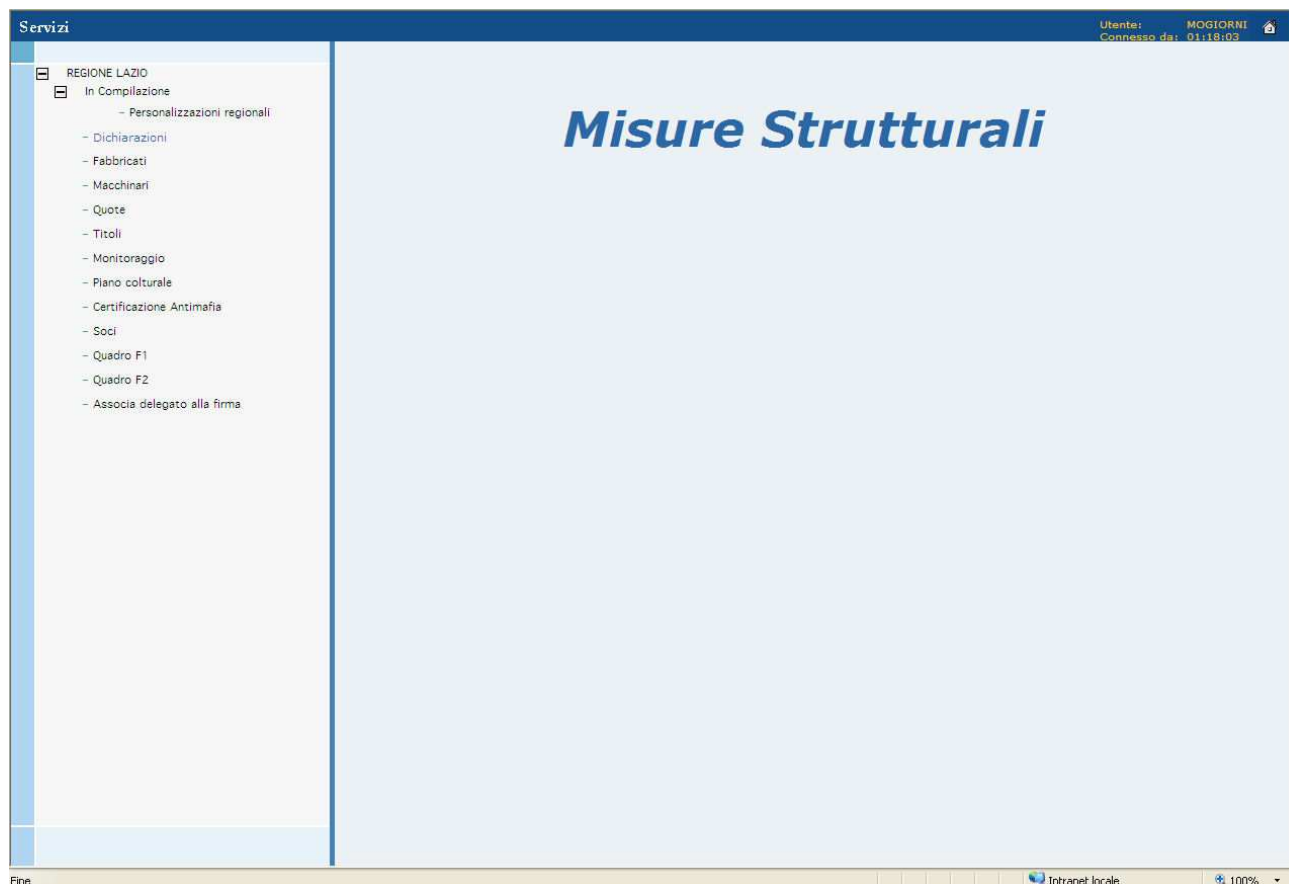 Servizi
Utente: MOGIORNI
Connesso da: 01:18:03
REGIONE LAZIO
In Compilazione
- Personalizzazioni regionali
- Dichiarazioni
- Fabbricati
- Macchinari
- Quote
- Titoli
- Monitoraggio
- Piano colturale
- Certificazione Antimafia
- Soci
- Quadro F1
- Quadro F2
- Associa delegato alla firma
Misure Strutturali
Fine
Intranet locale
100%